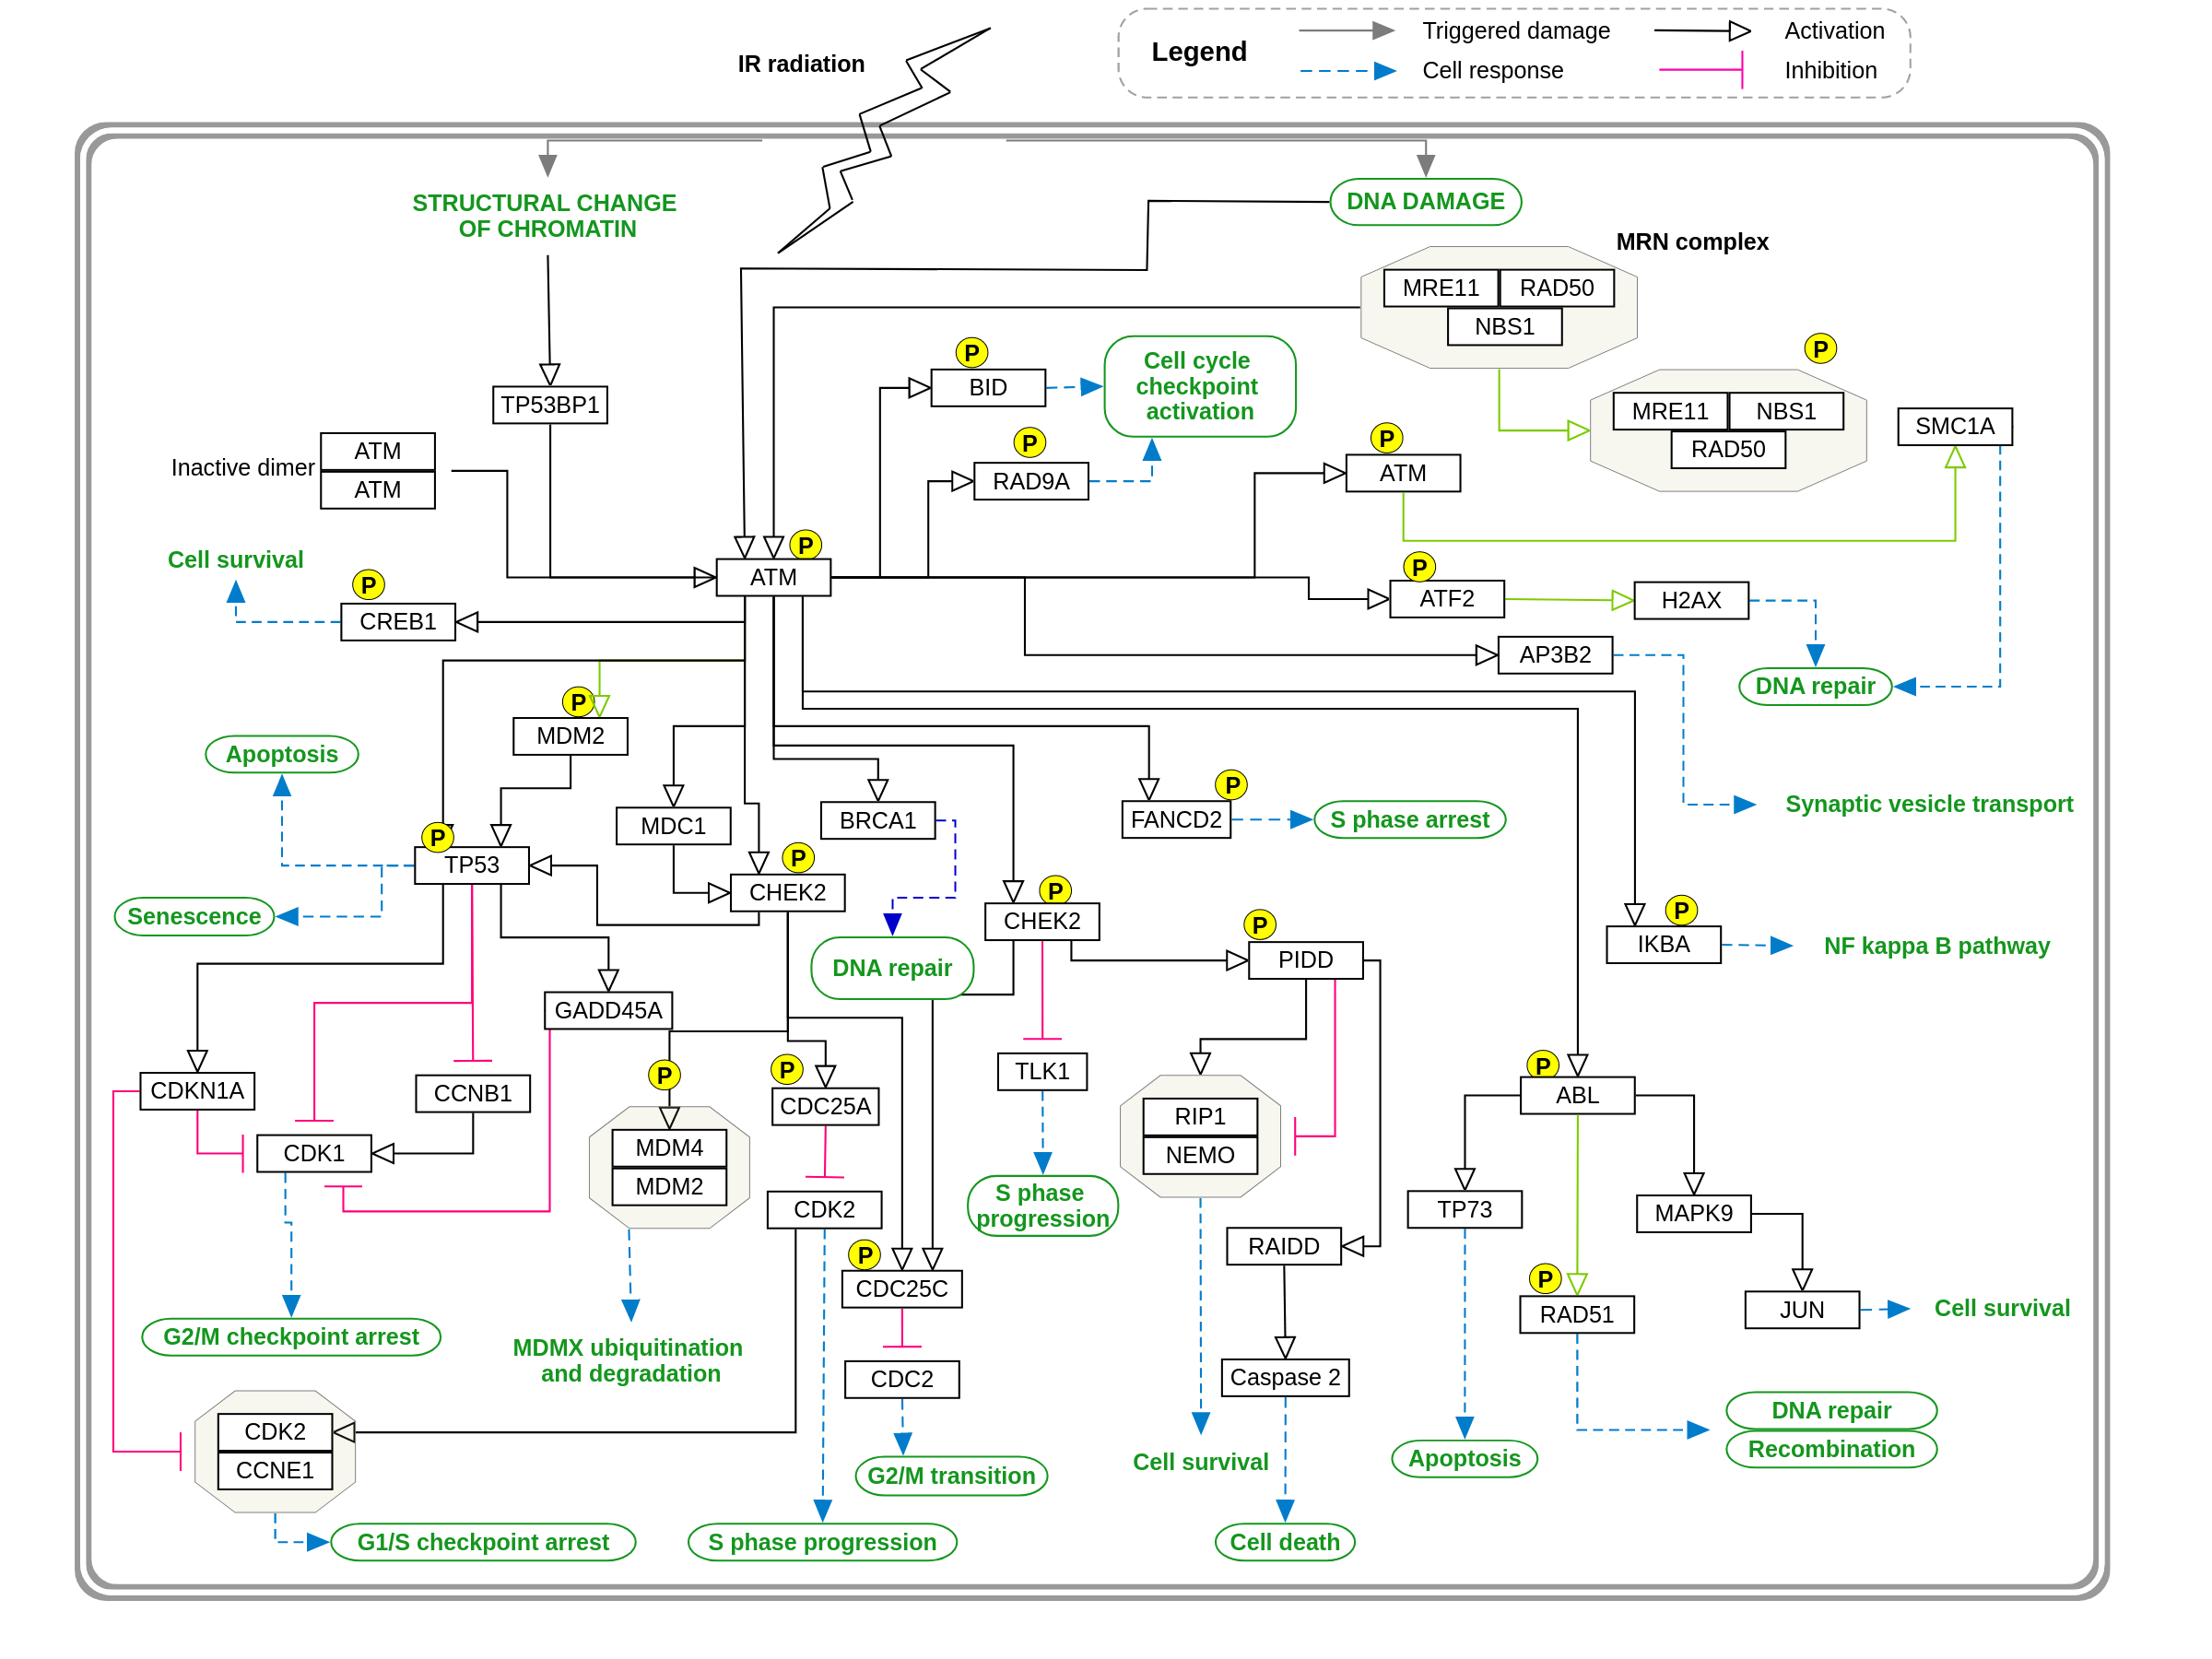 IR radiation
Legend
Triggered damage
Activation
Cell response
Inhibition
STRUCTURAL CHANGE
OF CHROMATIN
DNA DAMAGE
MRN complex
MRE11
RAD50
NBS1
P
P
BID
Cell cycle
checkpoint
activation
TP53BP1
MRE11
NBS1
RAD50
SMC1A
ATM
Inactive dimer
ATM
P
RAD9A
P
ATM
P
ATM
Cell survival
P
CREB1
P
ATF2
H2AX
AP3B2
DNA repair
P
MDM2
Apoptosis
P
TP53
MDC1
BRCA1
P
FANCD2
S phase arrest
Synaptic vesicle transport
P
CHEK2
Senescence
P
CHEK2
DNA repair
P
PIDD
P
IKBA
NF kappa B pathway
GADD45A
CDKN1A
CCNB1
P
P
CDC25A
TLK1
P
ABL
CDK1
MDM4
MDM2
RIP1
NEMO
CDK2
S phase
progression
TP73
MAPK9
RAIDD
P
CDC25C
P
RAD51
JUN
Cell survival
G2/M checkpoint arrest
MDMX ubiquitination
and degradation
CDC2
Caspase 2
CDK2
CCNE1
G2/M transition
Cell survival
Apoptosis
DNA repair
Recombination
G1/S checkpoint arrest
S phase progression
Cell death